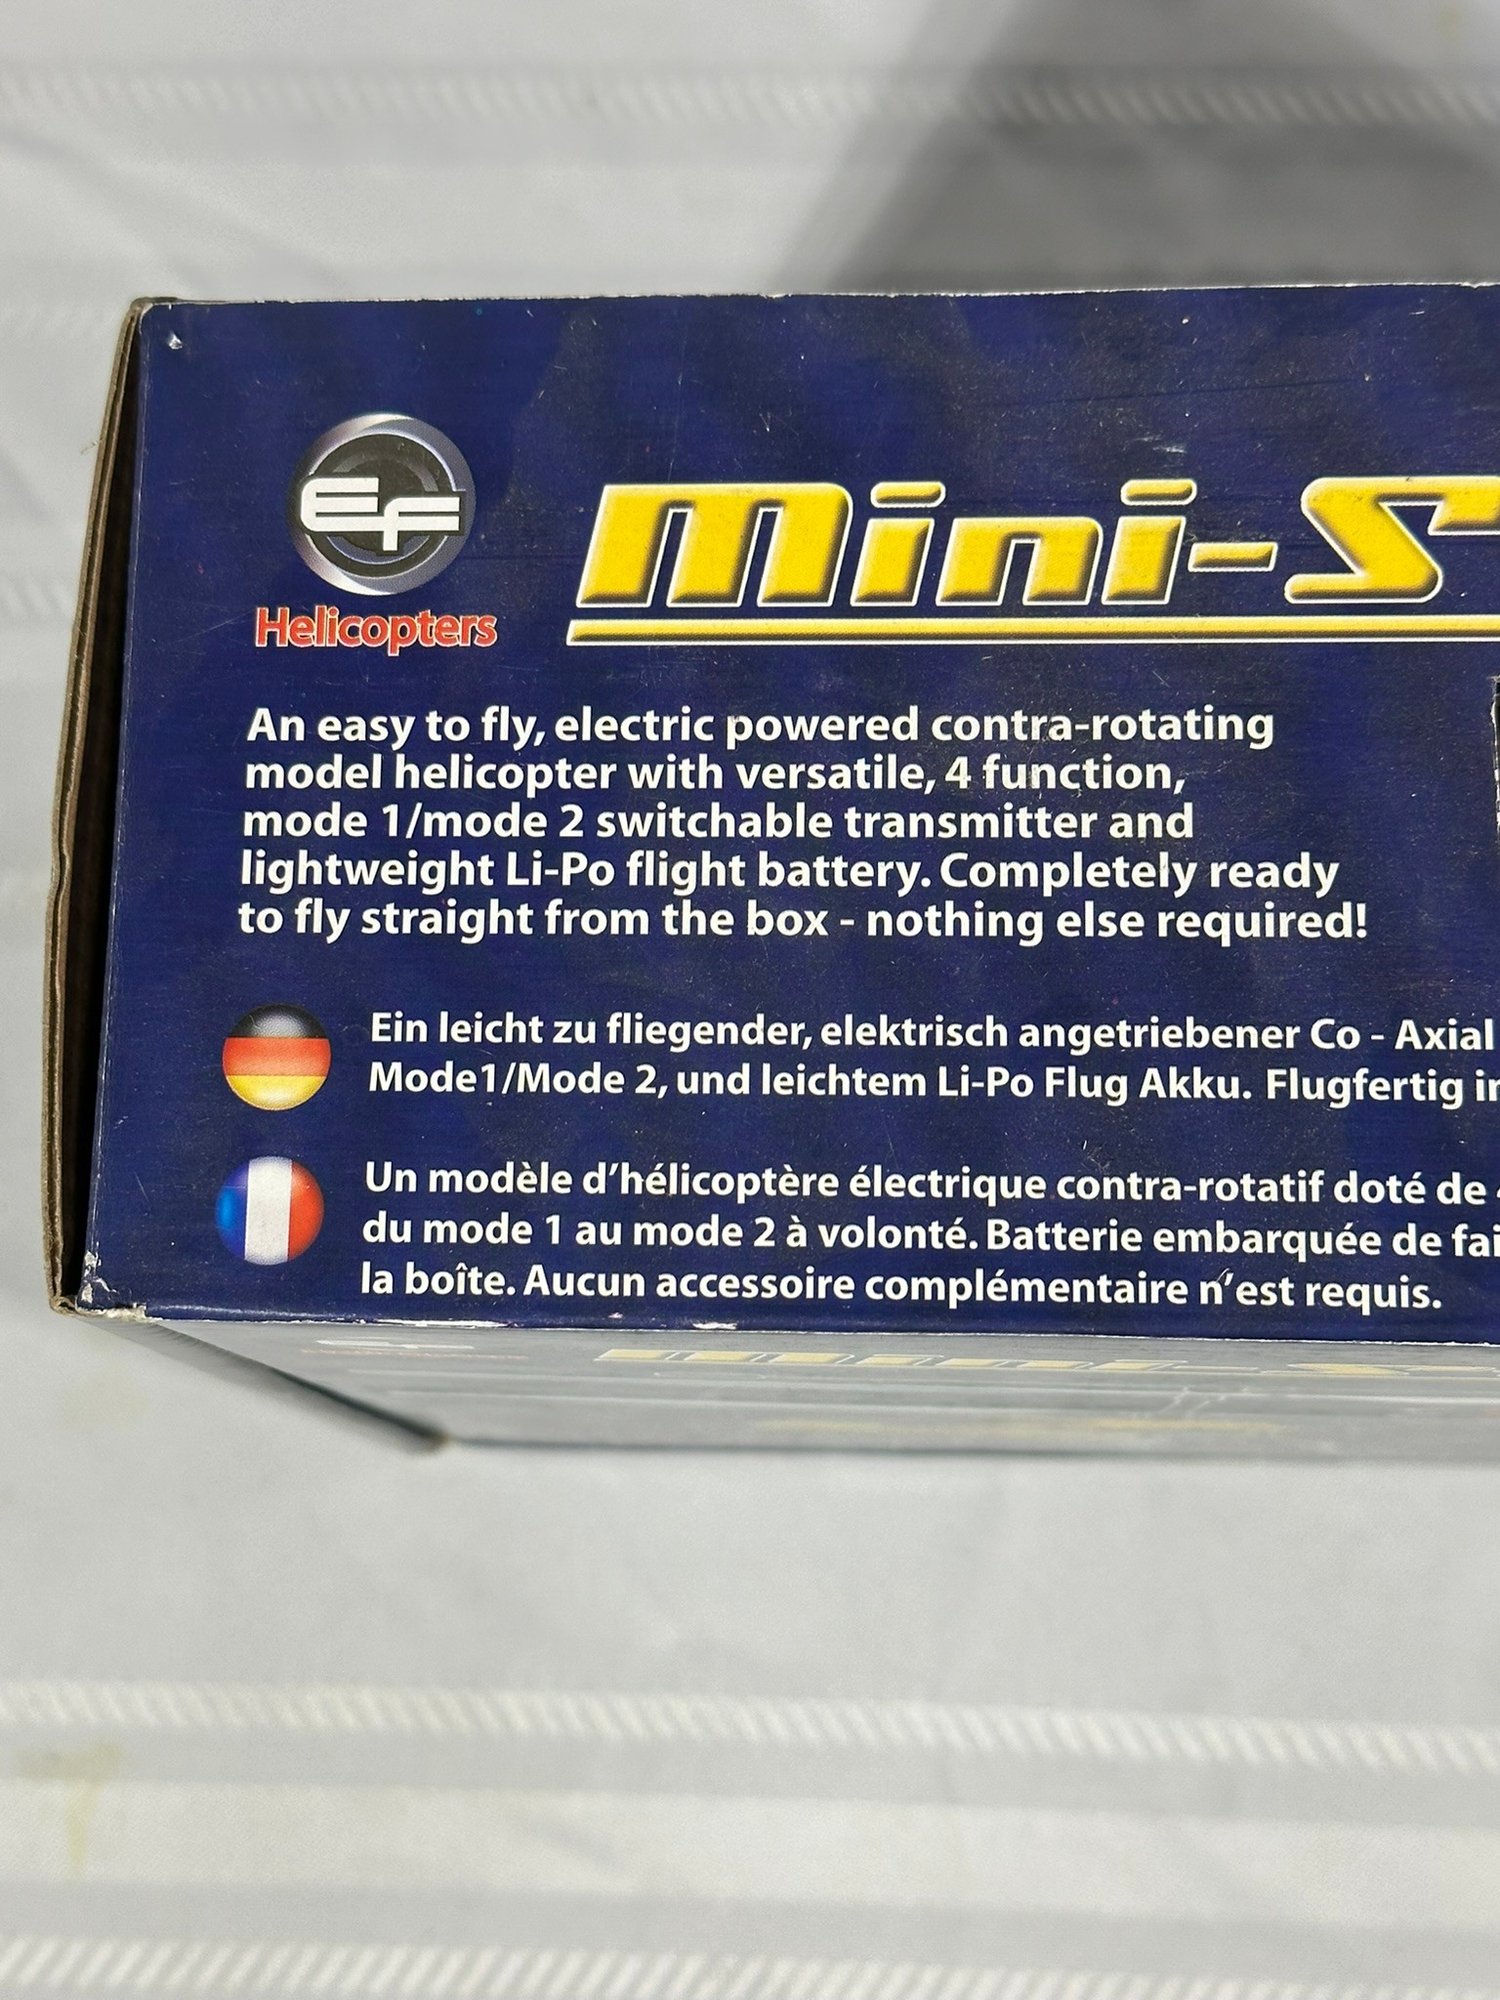 EF
Helicopters
Mini-S
An easy to fly, electric powered contra-rotating
model helicopter with versatile, 4 function,
mode 1/mode 2 switchable transmitter and
lightweight Li-Po flight battery. Completely ready
to fly straight from the box - nothing else required!
Ein leicht zu fliegender, elektrisch angetriebener Co - Axial
Mode1/Mode 2, und leichtem Li-Po Flug Akku. Flugfertig
Un modèle d'hélicoptère électrique contra-rotatif doté de
du mode 1 au mode 2 à volonté. Batterie embarquée de
la boîte. Aucun accessoire complémentaire n'est requis.